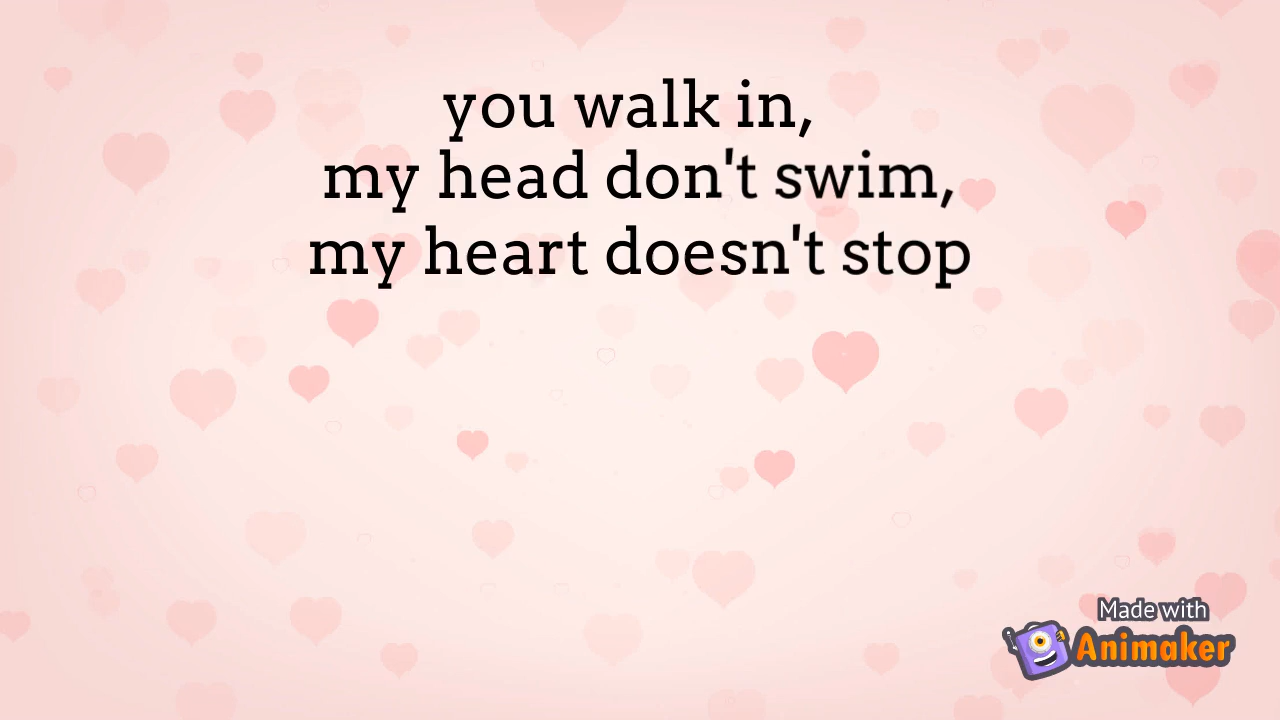 you walk in,
my head don't swim,
my heart doesn't stop
Made with
Animaker